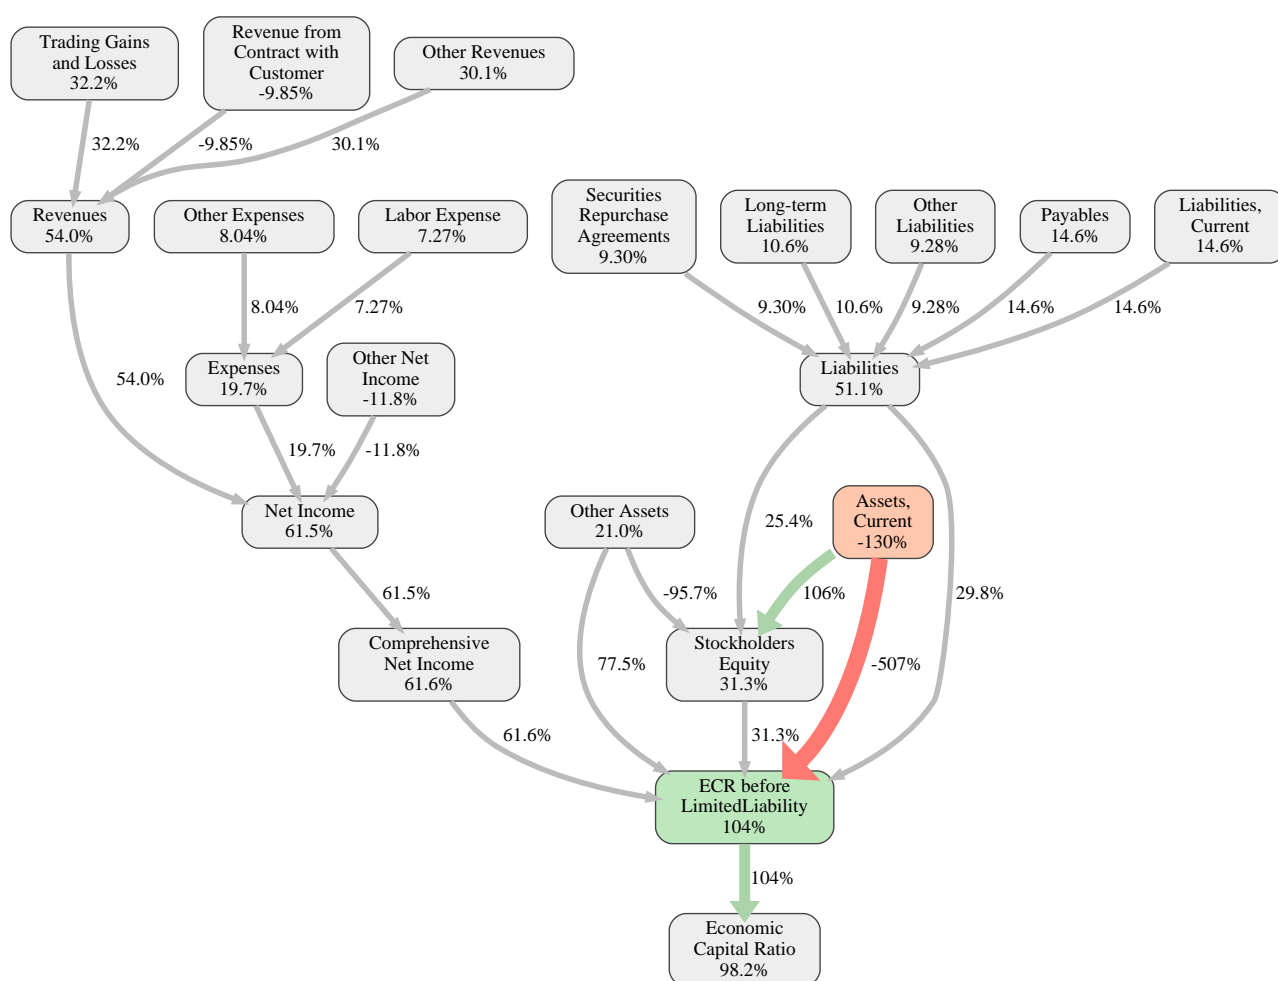 Trading Gains
and Losses
32.2%
Revenue from
Contract with
Customer
-9.85%
Other Revenues
30.1%
32.2%
-9.85%
30.1%
Revenues
54.0%
Other Expenses
8.04%
Labor Expense
7.27%
Securities
Repurchase
Agreements
9.30%
Long-term
Liabilities
10.6%
Other
Liabilities
9.28%
Payables
14.6%
Liabilities,
Current
14.6%
8.04%
7.27%
9.30%
10.6%
9.28%
14.6%
14.6%
54.0%
Expenses
19.7%
Other Net
Income
-11.8%
Liabilities
51.1%
19.7%
-11.8%
Net Income
61.5%
Other Assets
21.0%
25.4%
Assets,
Current
-130%
61.5%
-95.7%
106%
29.8%
Comprehensive
Net Income
61.6%
77.5%
Stockholders
Equity
31.3%
-507%
61.6%
31.3%
ECR before
LimitedLiability
104%
104%
Economic
Capital Ratio
98.2%